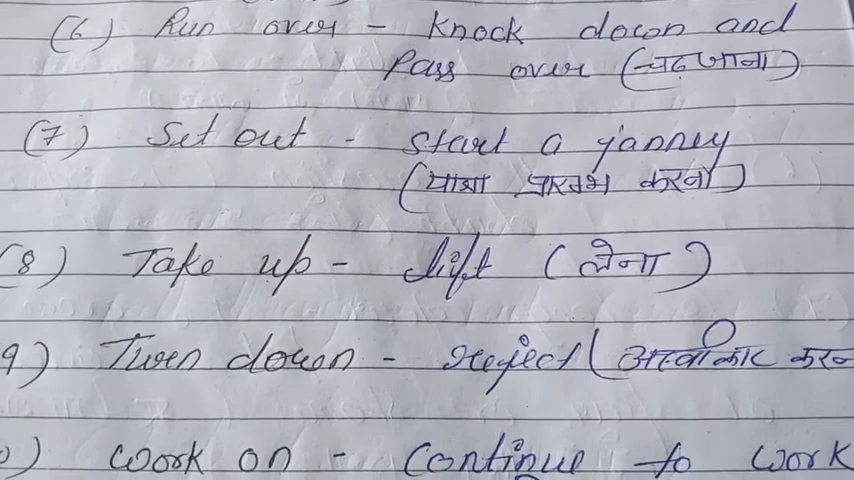 (6) Run over - Knock down and
Pass over (चढ़ जाना)
(7) Set out - Start a janney
(यात्रा प्रारम्भ करना)
(8) Take up - lift (लेना)
9) Turn down - reject (अस्वीकार करन
) Work on - Continue to work